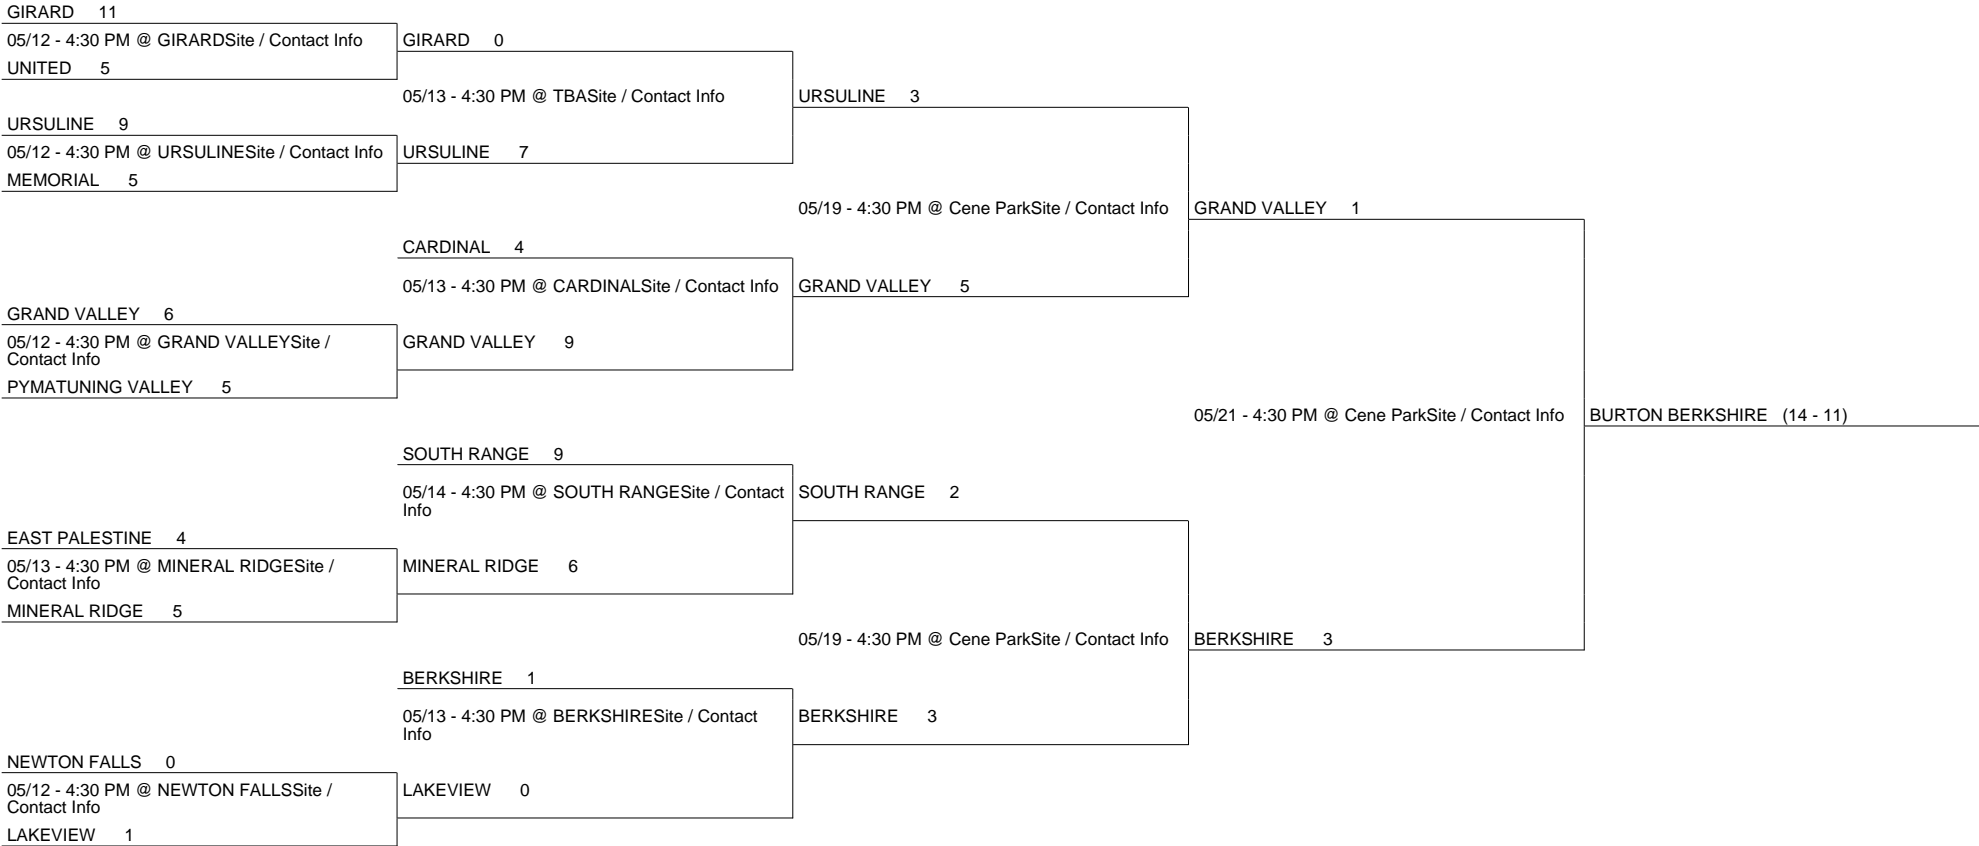 GIRARD 11
05/12 - 4:30 PM @ GIRARDSite / Contact Info
UNITED 5
URSULINE 9
05/12 - 4:30 PM @ URSULINESite / Contact Info
MEMORIAL 5
GRAND VALLEY 6
05/12 - 4:30 PM @ GRAND VALLEYSite /
Contact Info
PYMATUNING VALLEY 5
EAST PALESTINE 4
05/13 - 4:30 PM @ MINERAL RIDGESite /
Contact Info
MINERAL RIDGE 5
NEWTON FALLS 0
05/12 - 4:30 PM @ NEWTON FALLSSite /
Contact Info
LAKEVIEW 1
GIRARD 0
05/13 - 4:30 PM @ TBASite / Contact Info
URSULINE 7
CARDINAL 4
05/13 - 4:30 PM @ CARDINALSite / Contact Info
GRAND VALLEY 9
SOUTH RANGE 9
05/14 - 4:30 PM @ SOUTH RANGESite / Contact
Info
MINERAL RIDGE 6
BERKSHIRE 1
05/13 - 4:30 PM @ BERKSHIRESite / Contact
Info
LAKEVIEW 0
URSULINE 3
05/19 - 4:30 PM @ Cene ParkSite / Contact Info
GRAND VALLEY 5
SOUTH RANGE 2
05/19 - 4:30 PM @ Cene ParkSite / Contact Info
BERKSHIRE 3
GRAND VALLEY 1
05/21 - 4:30 PM @ Cene ParkSite / Contact Info
BERKSHIRE 3
BURTON BERKSHIRE (14 - 11)